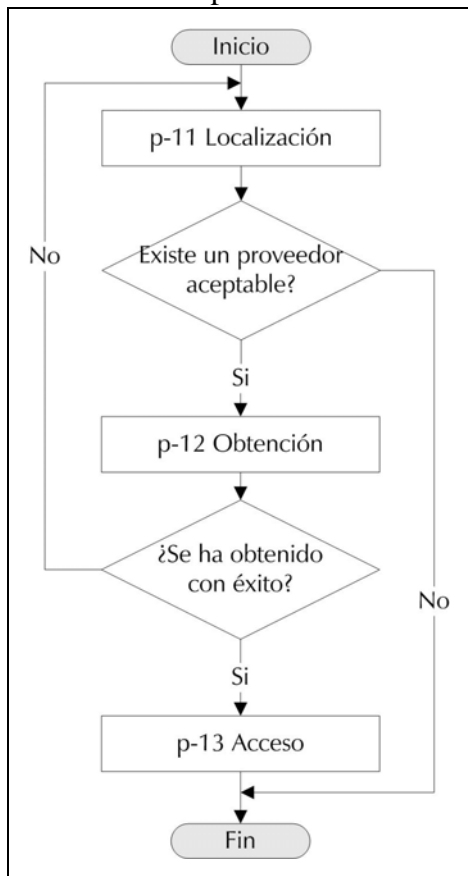 Inicio
p-11 Localización
No
Existe un proveedor
aceptable?
Si
p-12 Obtención
¿Se ha obtenido
con éxito?
No
Si
p-13 Acceso
Fin